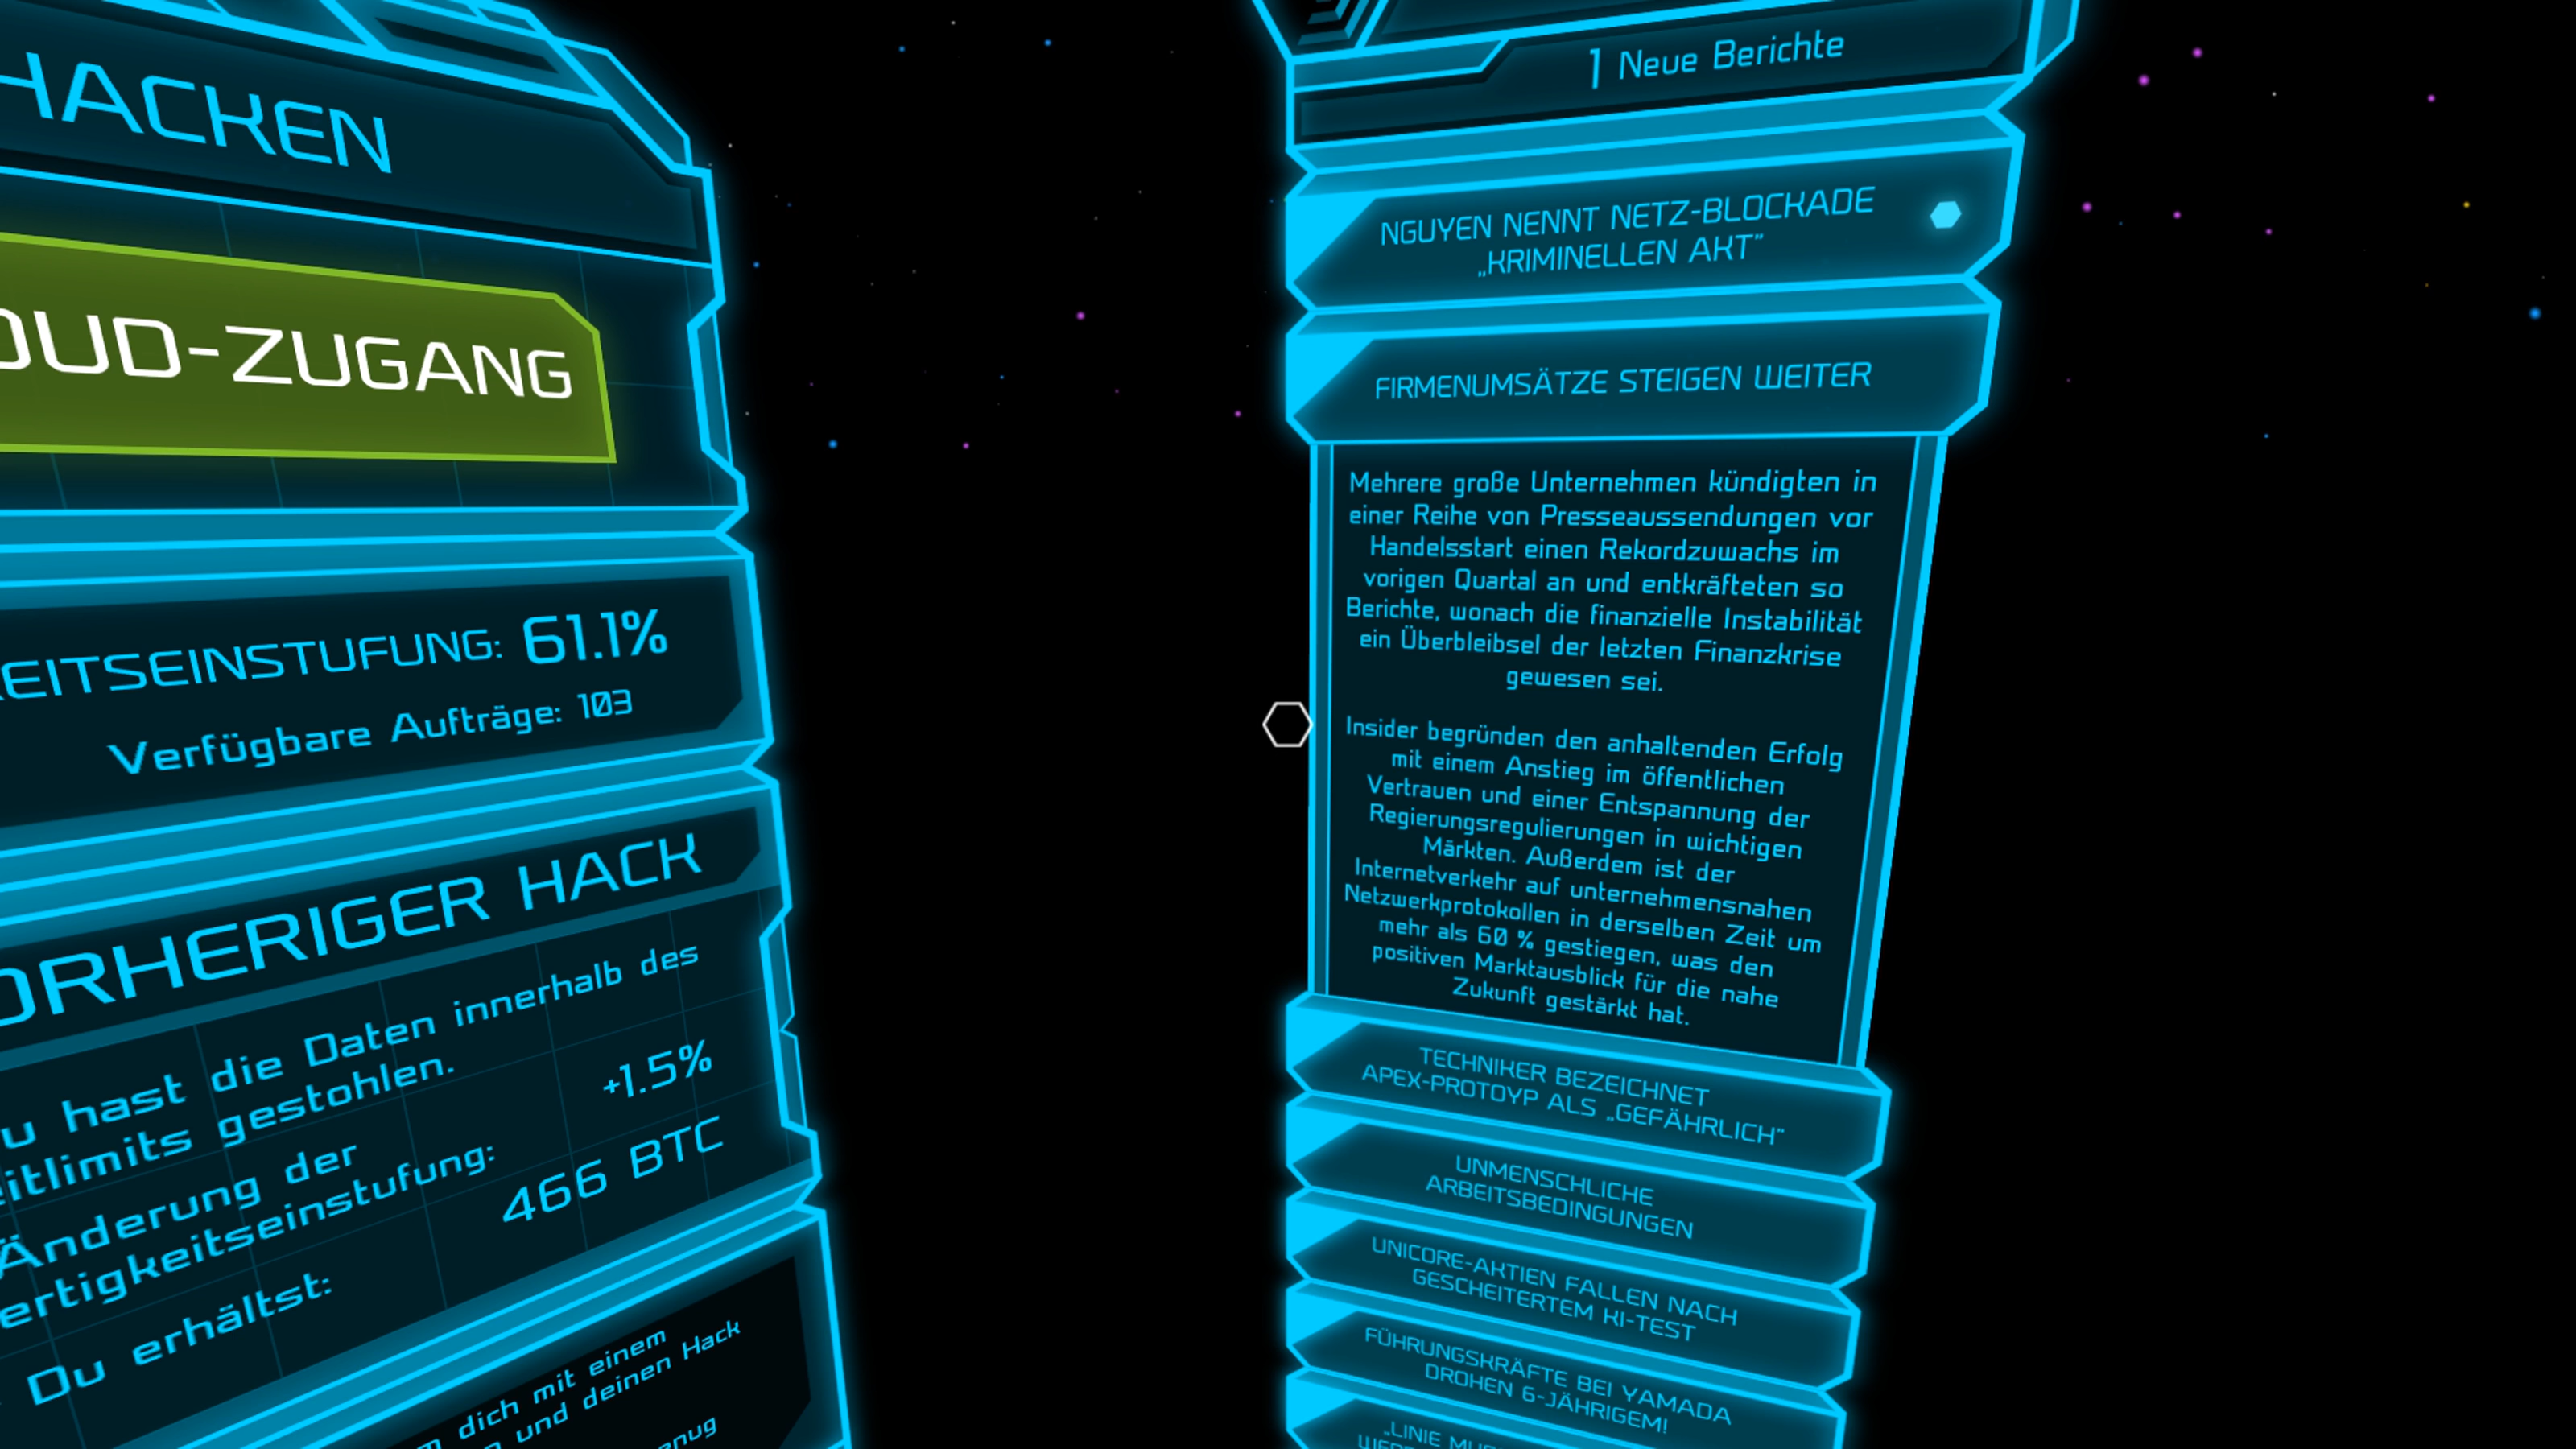 HACKEN
OUD-ZUGANG
EITSEINSTUFUNG: 61.1%
Verfügbare Aufträge: 103
ORHERIGER HACK
u hast die Daten innerhalb des
eitlimits gestohlen.
Änderung der
ertigkeitseinstufung: +1.5%
Du erhältst: 466 BTC
dich mit einem
und deinen Hack
1 Neue Berichte
NGUYEN NENNT NETZ-BLOCKADE
„KRIMINELLEN AKT“
FIRMENUMSÄTZE STEIGEN WEITER
Mehrere große Unternehmen kündigten in
einer Reihe von Presseaussendungen vor
Handelsstart einen Rekordzuwachs im
vorigen Quartal an und entkräfteten so
Berichte, wonach die finanzielle Instabilität
ein Überbleibsel der letzten Finanzkrise
gewesen sei.
Insider begründen den anhaltenden Erfolg
mit einem Anstieg im öffentlichen
Vertrauen und einer Entspannung der
Regierungsregulierungen in wichtigen
Märkten. Außerdem ist der
Internetverkehr auf unternehmensnahen
Netzwerkprotokollen in derselben Zeit um
mehr als 60 % gestiegen, was den
positiven Marktausblick für die nahe
Zukunft gestärkt hat.
TECHNIKER BEZEICHNET
APEX-PROTOYP ALS „GEFÄHRLICH“
UNMENSCHLICHE
ARBEITSBEDINGUNGEN
UNICORE-AKTIEN FALLEN NACH
GESCHEITERTEM KI-TEST
FÜHRUNGSKRÄFTE BEI YAMADA
DROHEN 6-JÄHRIGEM!
„LINIE